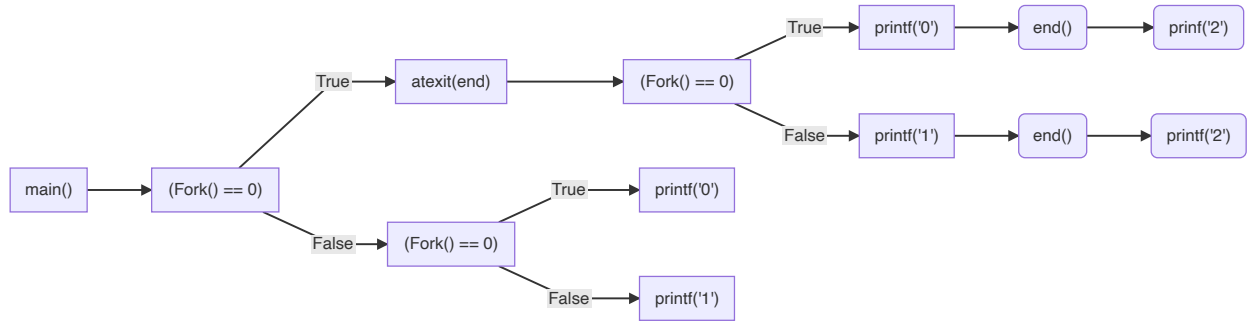 True
printf('0')
end()
prinf('2')
True
atexit(end)
(Fork() == 0)
False
printf('1')
end()
printf('2')
main()
(Fork() == 0)
True
printf('0')
False
(Fork() == 0)
False
printf('1')